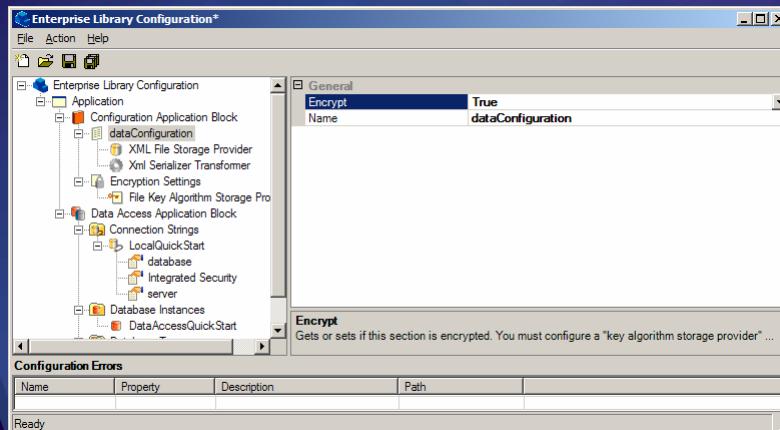 Enterprise Library Configuration*
File Action Help
Enterprise Library Configuration
Application
Configuration Application Block
dataConfiguration
XML File Storage Provider
Xml Serializer Transformer
Encryption Settings
File Key Algorithm Storage Pro
Data Access Application Block
Connection Strings
LocalQuickStart
database
Integrated Security
server
Database Instances
DataAccessQuickStart
General
Encrypt True
Name dataConfiguration
Encrypt
Gets or sets if this section is encrypted. You must configure a "key algorithm storage provider" ...
Configuration Errors
Name Property Description Path
Ready